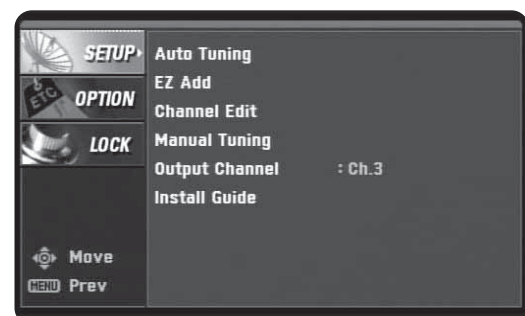 SETUP
OPTION
ETC
LOCK
Auto Tuning
EZ Add
Channel Edit
Manual Tuning
Output Channel : Ch.3
Install Guide
Move
MENU Prev